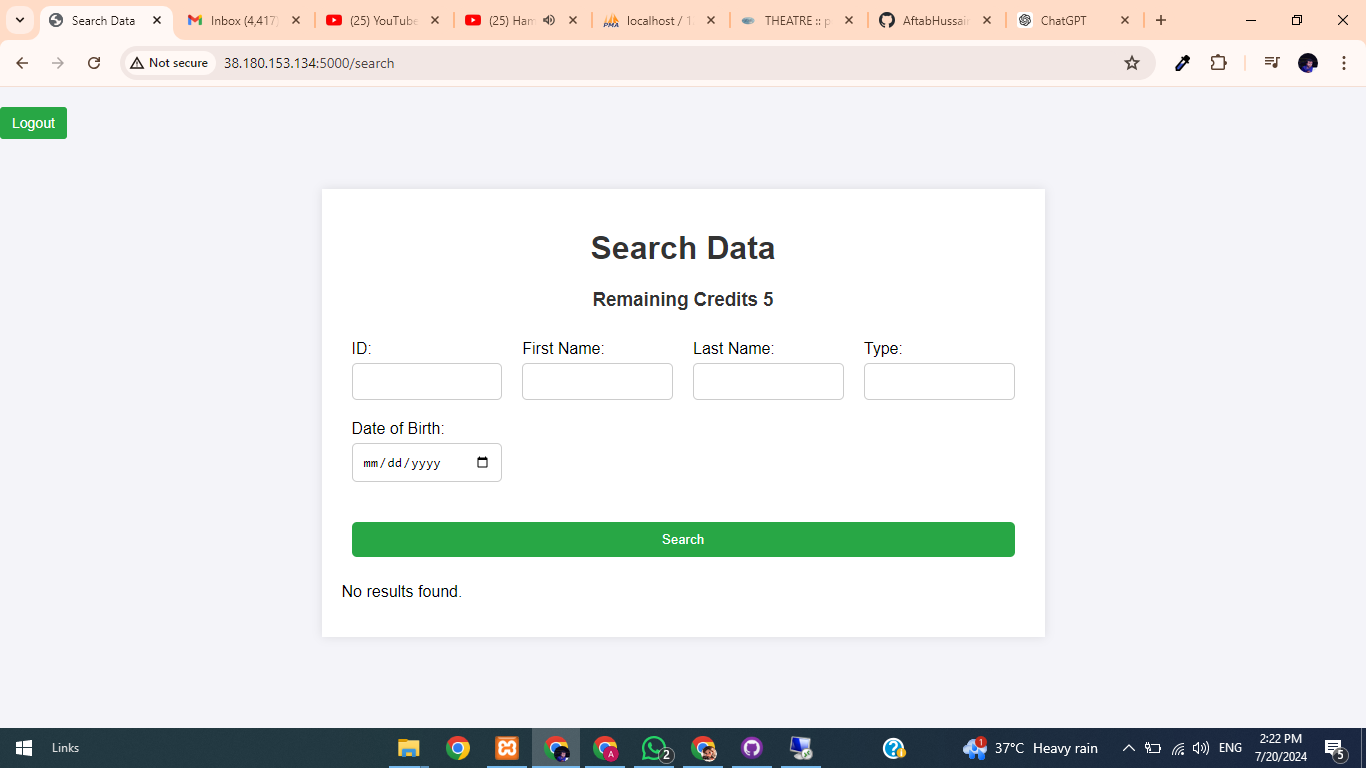 Search Data
Inbox (4,417)
(25) YouTube
(25) Ham
localhost / 1
THEATRE :: p
AftabHussain
ChatGPT
Not secure
38.180.153.134:5000/search
Logout
Search Data
Remaining Credits 5
ID: First Name: Last Name: Type:
Date of Birth:
mm/dd/yyyy
Search
No results found.
Links
A
2
1
37°C Heavy rain
ENG
2:22 PM
7/20/2024
5